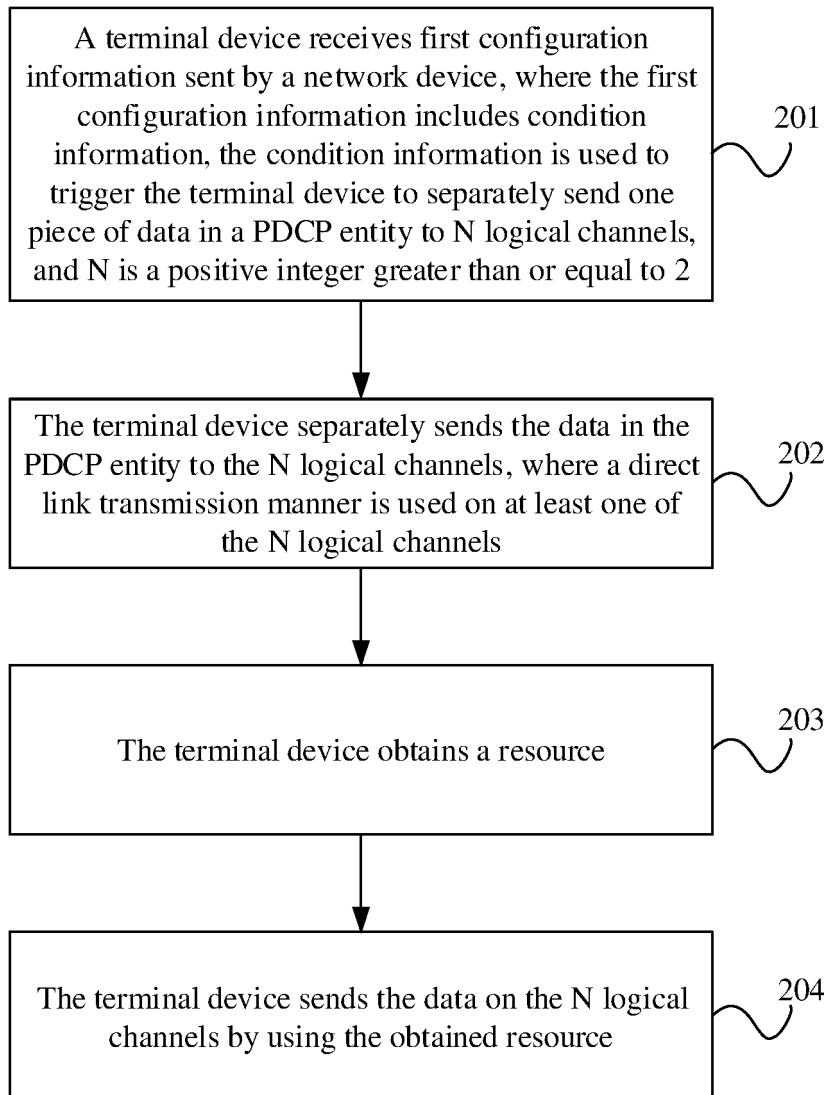 A terminal device receives first configuration
information sent by a network device, where the first
configuration information includes condition
information, the condition information is used to
trigger the terminal device to separately send one
piece of data in a PDCP entity to N logical channels,
and N is a positive integer greater than or equal to 2
201
The terminal device separately sends the data in the
PDCP entity to the N logical channels, where a direct
link transmission manner is used on at least one of
the N logical channels
202
The terminal device obtains a resource
203
The terminal device sends the data on the N logical
channels by using the obtained resource
204